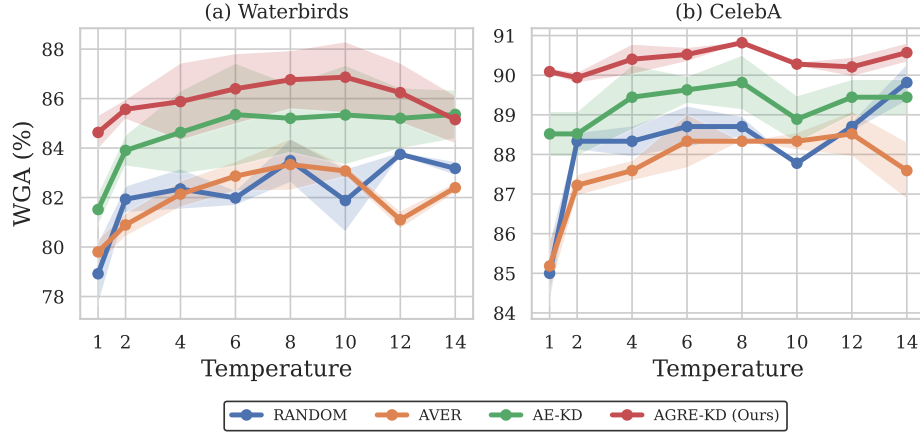 (a) Waterbirds
(b) CelebA
WGA (%)
88
86
84
82
80
78
1 2 4 6 8 10 12 14
Temperature
91
90
89
88
87
86
85
84
1 2 4 6 8 10 12 14
Temperature
RANDOM AVER AE-KD AGRE-KD (Ours)